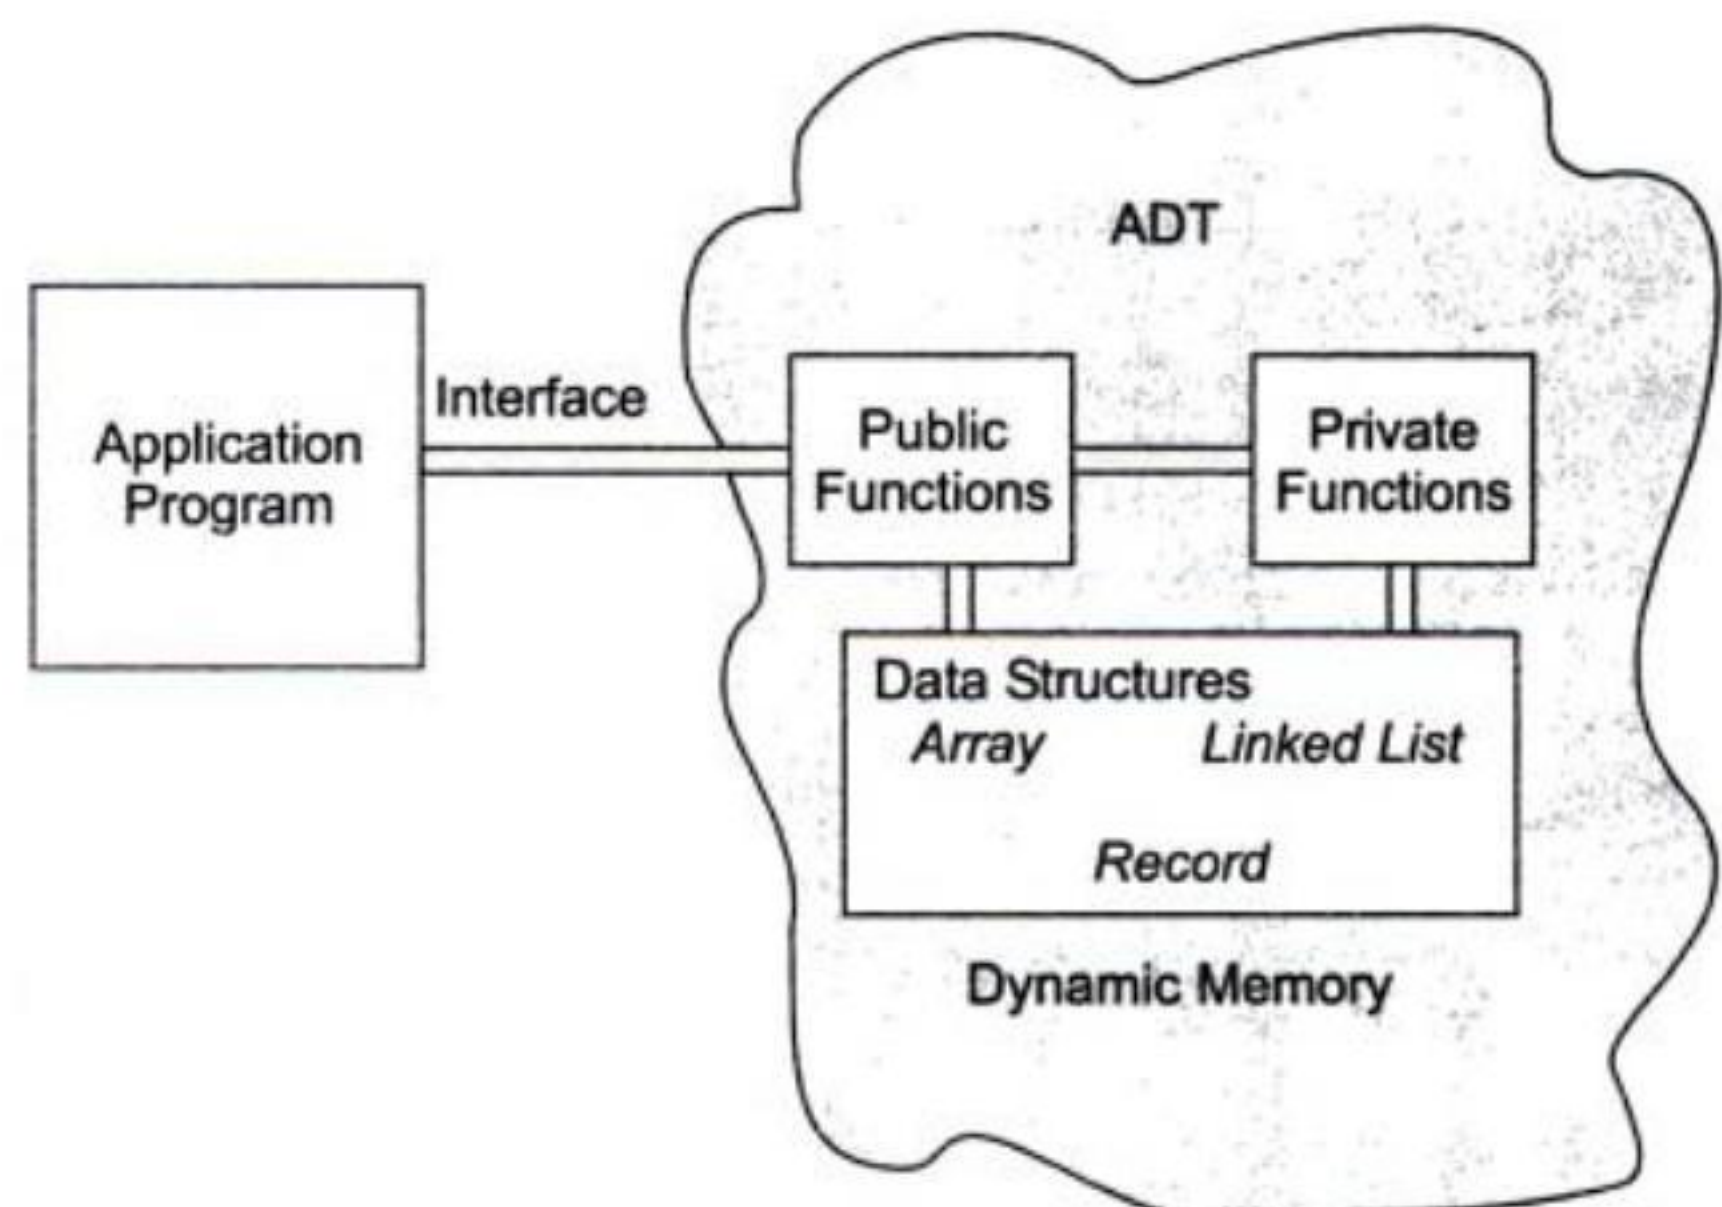 ADT
Application
Program
Interface
Public
Functions
Private
Functions
Data Structures
Array
Linked List
Record
Dynamic Memory